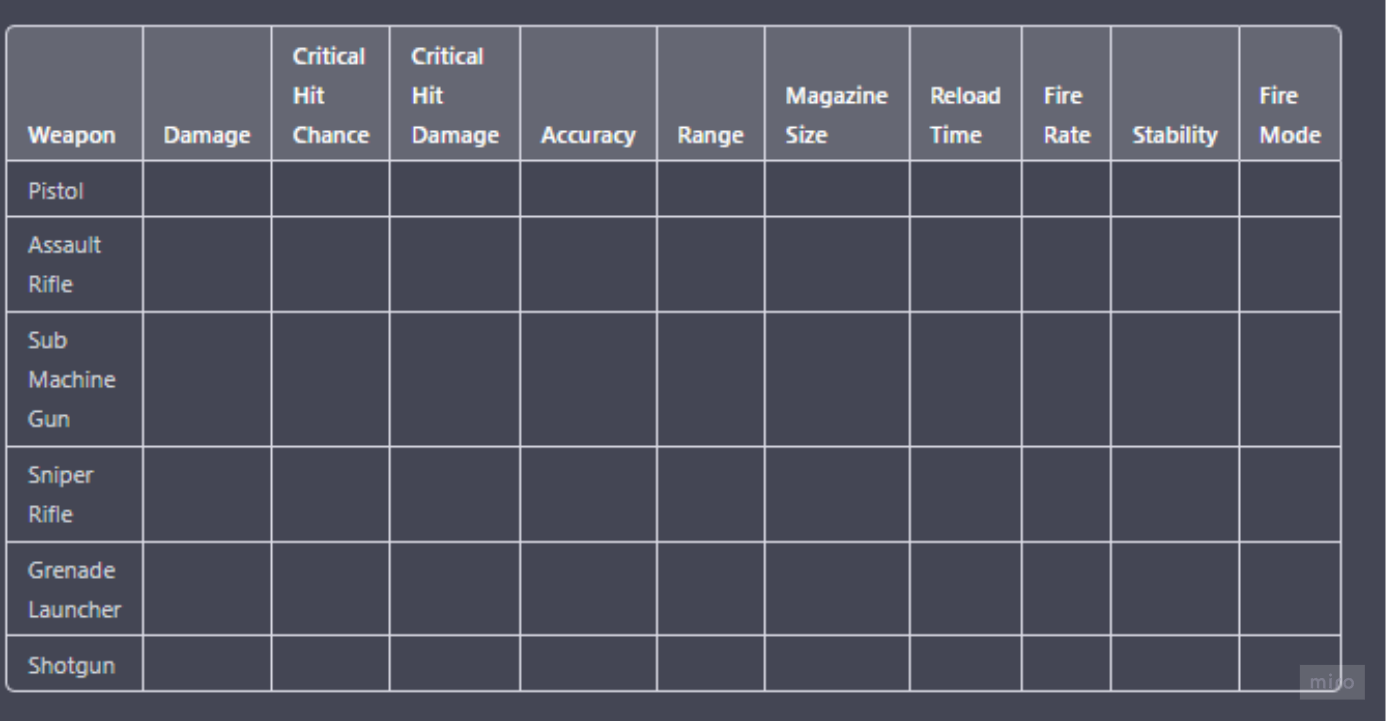 Weapon Damage Critical Hit Chance Critical Hit Damage Accuracy Range Magazine Size Reload Time Fire Rate Stability Fire Mode
Pistol
Assault
Rifle
Sub
Machine
Gun
Sniper
Rifle
Grenade
Launcher
Shotgun
miro